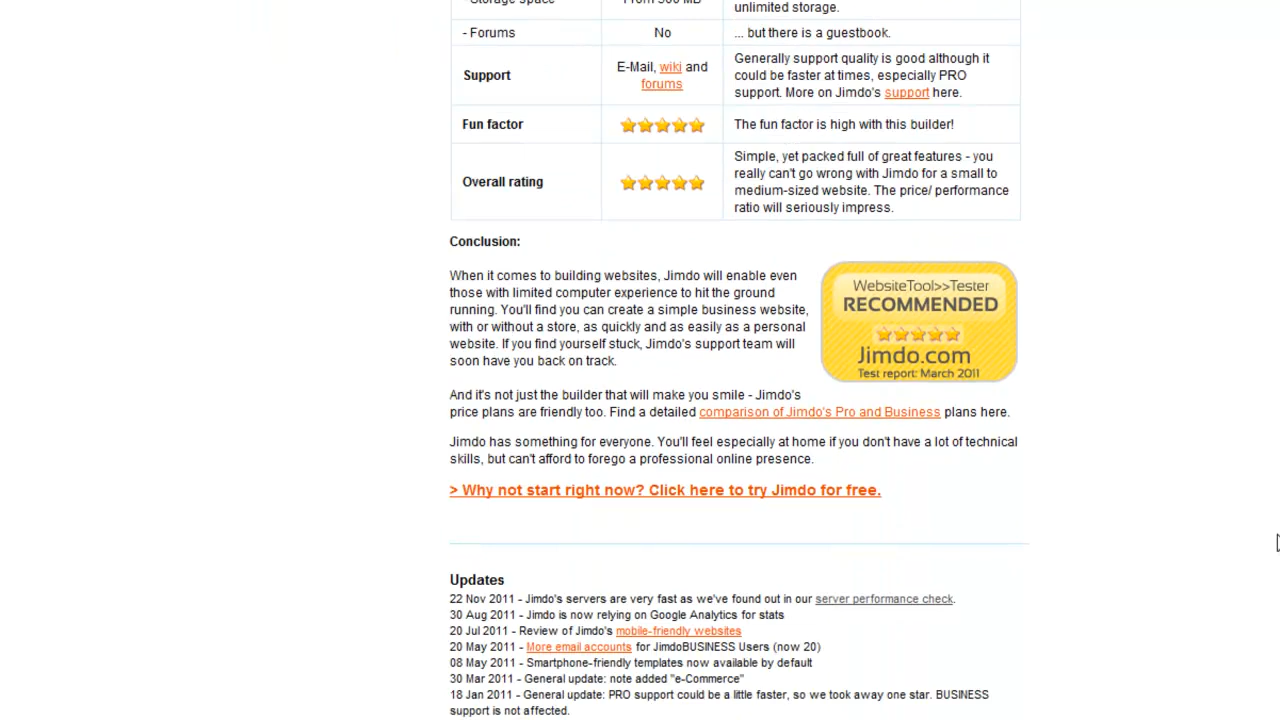 - Storage space From 500 MB unlimited storage.
- Forums No ... but there is a guestbook.
Support E-Mail, wiki and forums Generally support quality is good although it
could be faster at times, especially PRO
support. More on Jimdo's support here.
Fun factor The fun factor is high with this builder!
Overall rating Simple, yet packed full of great features - you
really can't go wrong with Jimdo for a small to
medium-sized website. The price/ performance
ratio will seriously impress.
Conclusion:
When it comes to building websites, Jimdo will enable even
those with limited computer experience to hit the ground
running. You'll find you can create a simple business website,
with or without a store, as quickly and as easily as a personal
website. If you find yourself stuck, Jimdo's support team will
soon have you back on track.
WebsiteTool>>Tester
RECOMMENDED
Jimdo.com
Test report: March 2011
And it's not just the builder that will make you smile - Jimdo's
price plans are friendly too. Find a detailed comparison of Jimdo's Pro and Business plans here.
Jimdo has something for everyone. You'll feel especially at home if you don't have a lot of technical
skills, but can't afford to forego a professional online presence.
> Why not start right now? Click here to try Jimdo for free.
Updates
22 Nov 2011 - Jimdo's servers are very fast as we've found out in our server performance check.
30 Aug 2011 - Jimdo is now relying on Google Analytics for stats
20 Jul 2011 - Review of Jimdo's mobile-friendly websites
20 May 2011 - More email accounts for JimdoBUSINESS Users (now 20)
08 May 2011 - Smartphone-friendly templates now available by default
30 Mar 2011 - General update: note added "e-Commerce"
18 Jan 2011 - General update: PRO support could be a little faster, so we took away one star. BUSINESS
support is not affected.